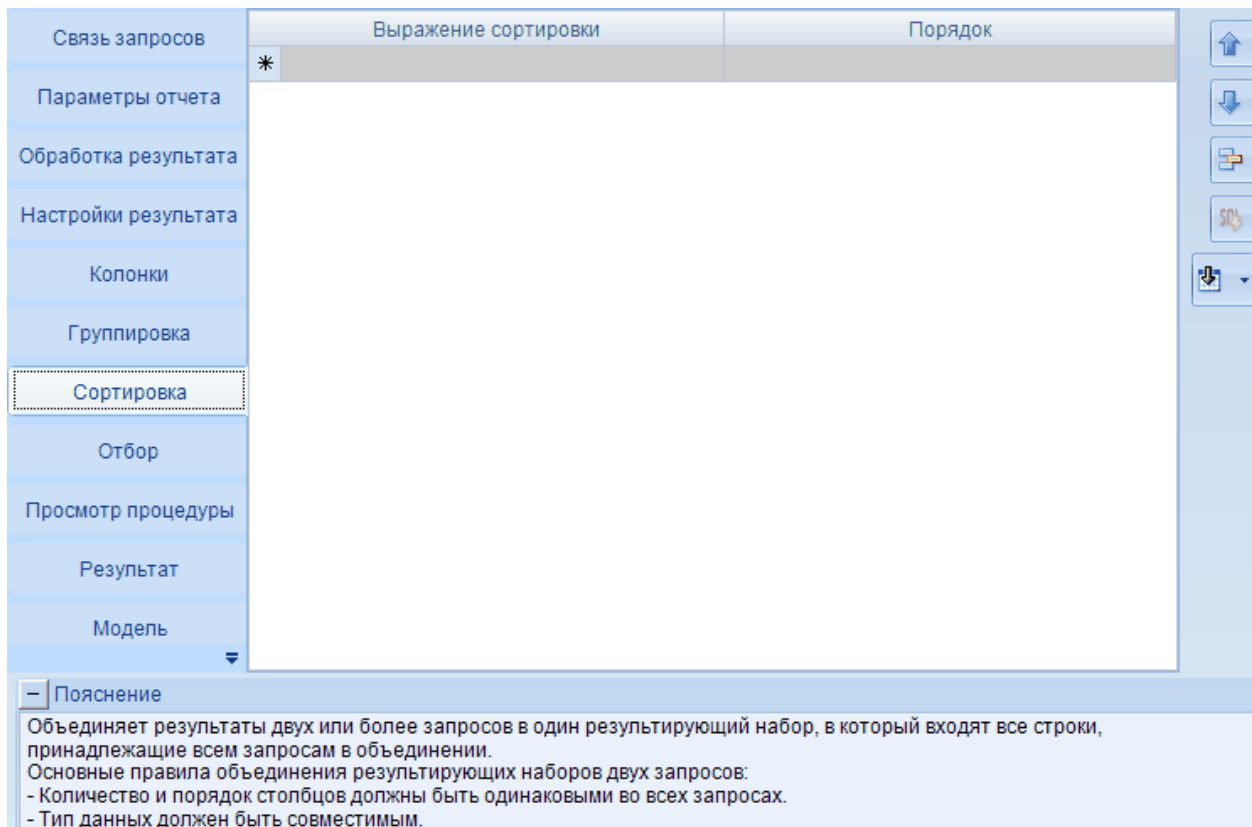 Связь запросов
Параметры отчета
Обработка результата
Настройки результата
Колонки
Группировка
Сортировка
Отбор
Просмотр процедуры
Результат
Модель
Выражение сортировки
Порядок
*
SQL
− Пояснение
Объединяет результаты двух или более запросов в один результирующий набор, в который входят все строки,
принадлежащие всем запросам в объединении.
Основные правила объединения результирующих наборов двух запросов:
- Количество и порядок столбцов должны быть одинаковыми во всех запросах.
- Тип данных должен быть совместимым.